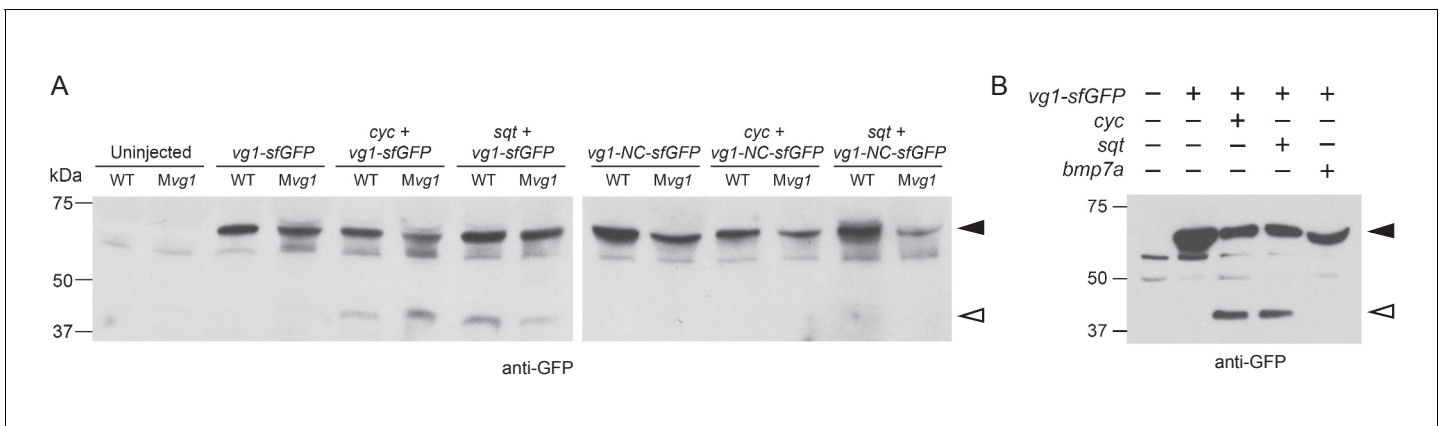 A
Uninjected
vg1-sfGFP
cyc +
vg1-sfGFP
sqt +
vg1-sfGFP
vg1-NC-sfGFP
cyc +
vg1-NC-sfGFP
sqt +
vg1-NC-sfGFP
kDa
WT Mvg1 WT Mvg1 WT Mvg1 WT Mvg1 WT Mvg1 WT Mvg1 WT Mvg1
75
50
37
anti-GFP
B
vg1-sfGFP − + + + +
cyc − − + − −
sqt − − − + −
bmp7a − − − − +
75
50
37
anti-GFP